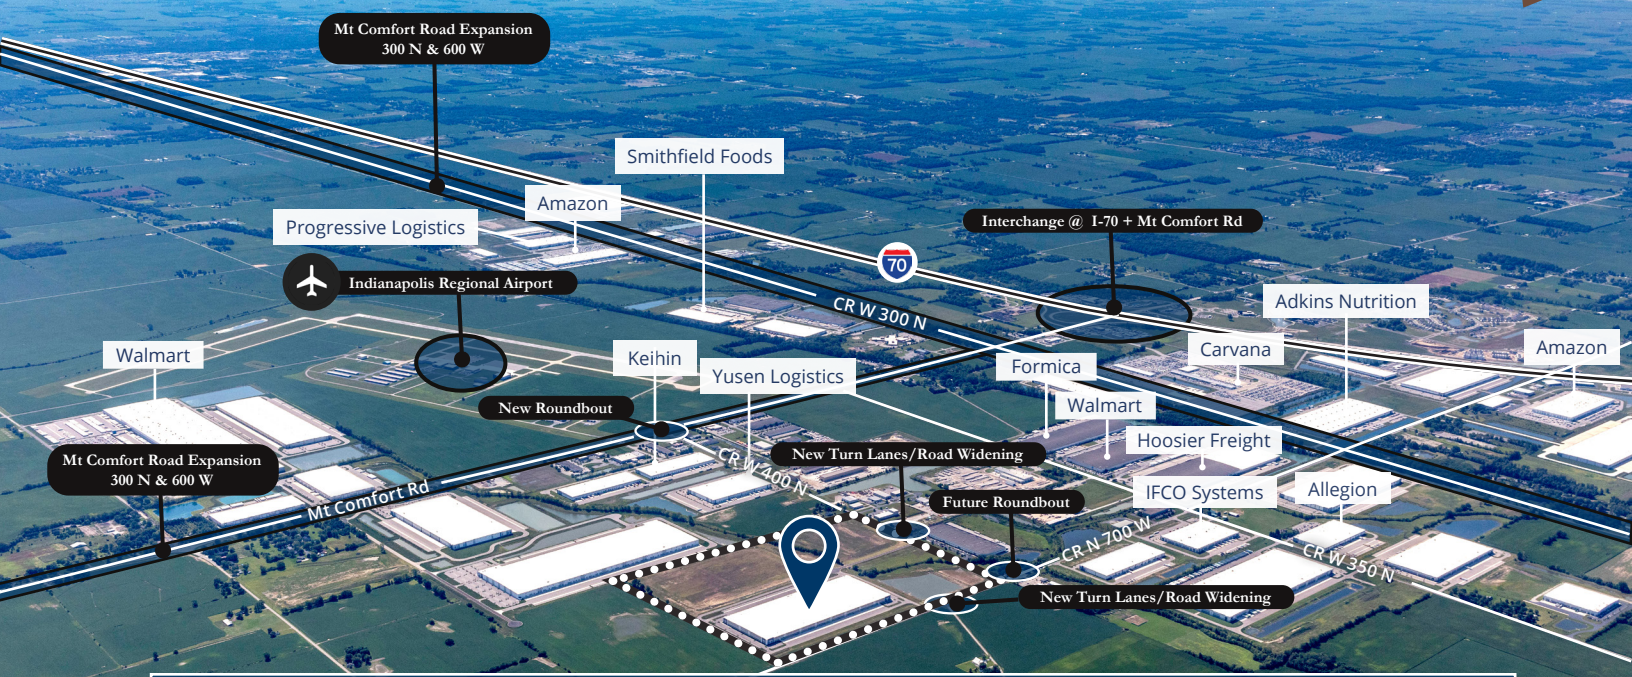 Mt Comfort Road Expansion
300 N & 600 W
Smithfield Foods
Amazon
Progressive Logistics
Interchange @ I-70 + Mt Comfort Rd
70
Indianapolis Regional Airport
CR W 300 N
Adkins Nutrition
Walmart
Keihin
Yusen Logistics
Formica
Carvana
Amazon
New Roundbout
Walmart
Hoosier Freight
Mt Comfort Road Expansion
300 N & 600 W
New Turn Lanes/Road Widening
CR W 400 N
Mt Comfort Rd
Future Roundbout
IFCO Systems
Allegion
CR N 700 W
CR W 350 N
New Turn Lanes/Road Widening